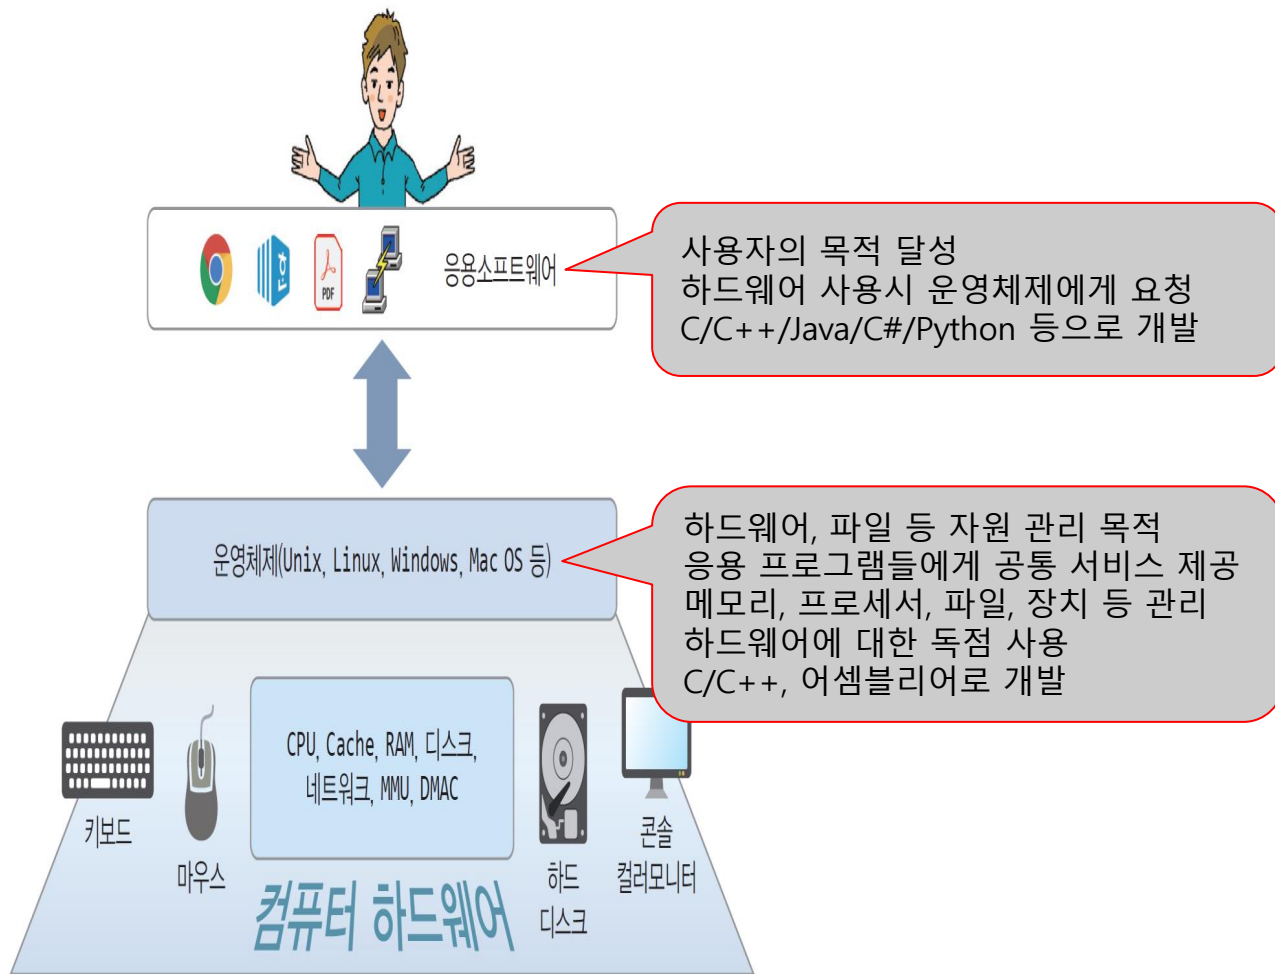 한
PDF
응용소프트웨어
사용자의 목적 달성
하드웨어 사용시 운영체제에게 요청
C/C++/Java/C#/Python 등으로 개발
운영체제(Unix, Linux, Windows, Mac OS 등)
하드웨어, 파일 등 자원 관리 목적
응용 프로그램들에게 공통 서비스 제공
메모리, 프로세서, 파일, 장치 등 관리
하드웨어에 대한 독점 사용
C/C++, 어셈블리어로 개발
CPU, Cache, RAM, 디스크,
네트워크, MMU, DMAC
키보드
마우스
하드
디스크
콘솔
컬러모니터
컴퓨터 하드웨어